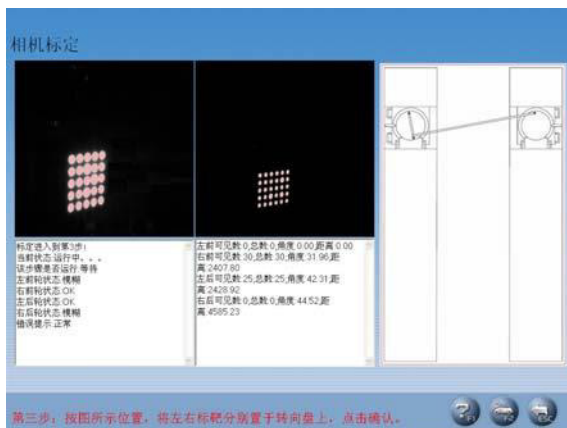 相机标定
标定进入到第3步:
当前状态:运行中。。。
该步骤是否运行:等待
左前轮状态:模糊
右前轮状态:OK
左后轮状态:OK
右后轮状态:模糊
错误提示:正常
左前可见数:0,总数:0,角度:0.00,距离:0.00
右前可见数:30,总数:30,角度:31.96,距
离:2407.80
左后可见数:25,总数:25,角度:42.31,距
离:2428.92
右后可见数:0,总数:0,角度:44.52,距
离:4585.23
第三步:按图所示位置,将左右标靶分别置于转向盘上,点击确认。